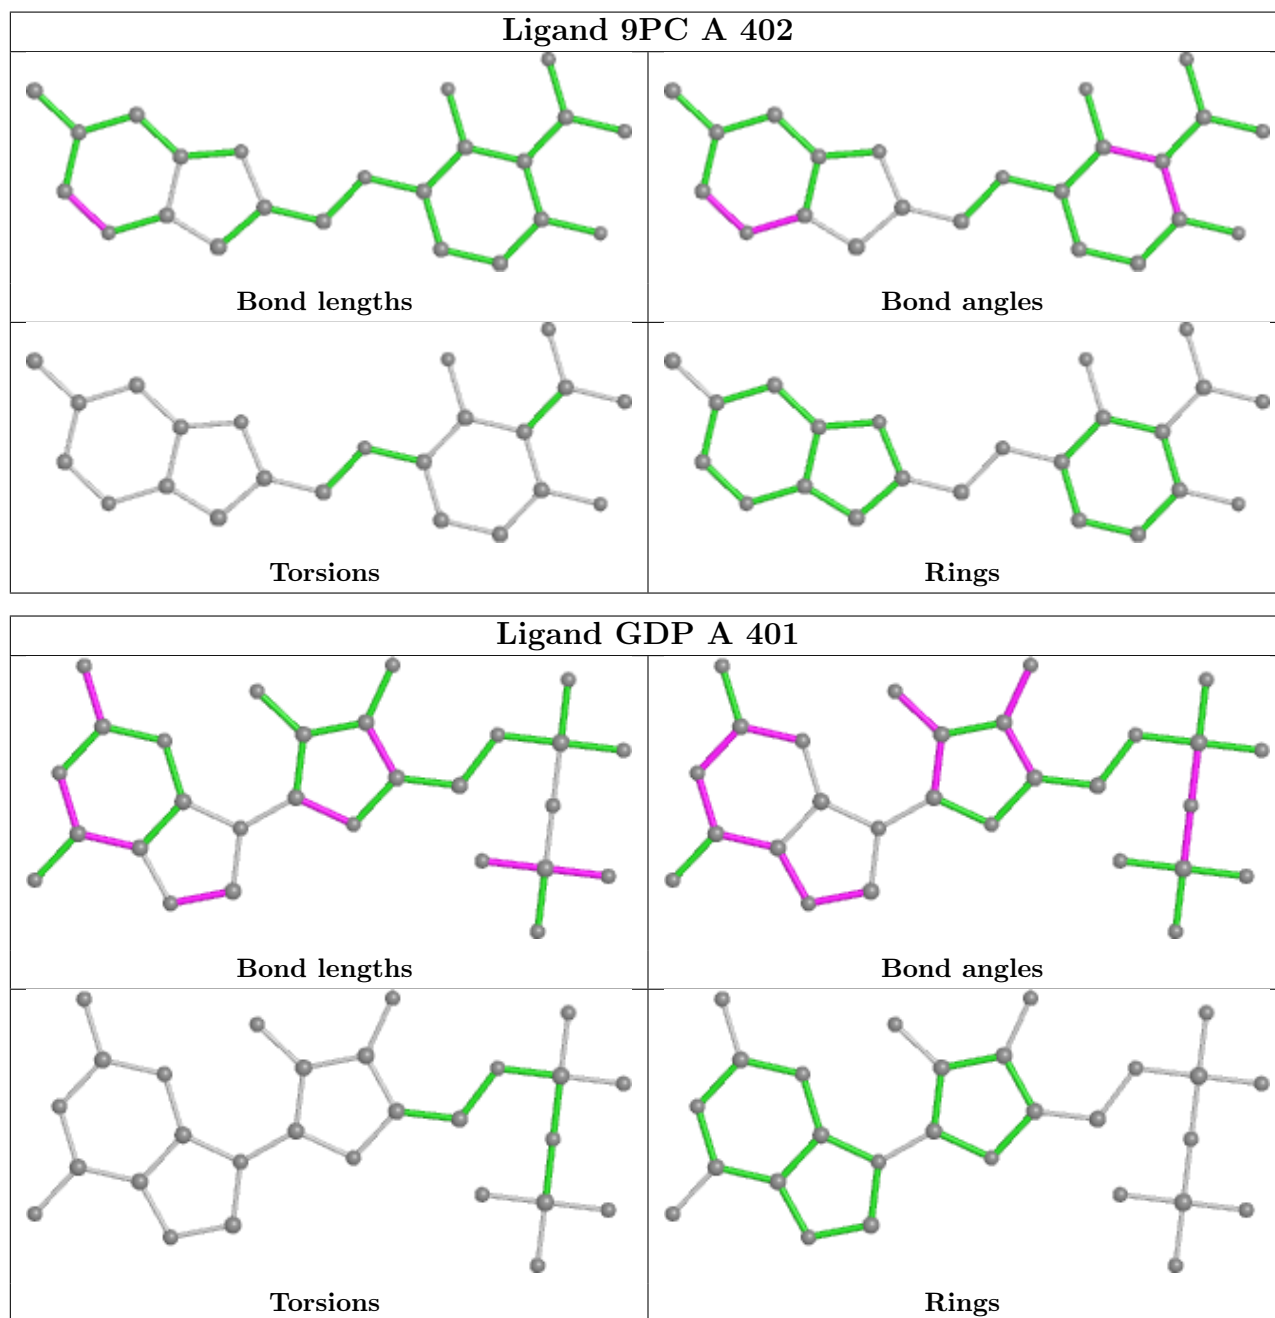 Ligand 9PC A 402
Bond lengths
Bond angles
Torsions
Rings
Ligand GDP A 401
Bond lengths
Bond angles
Torsions
Rings